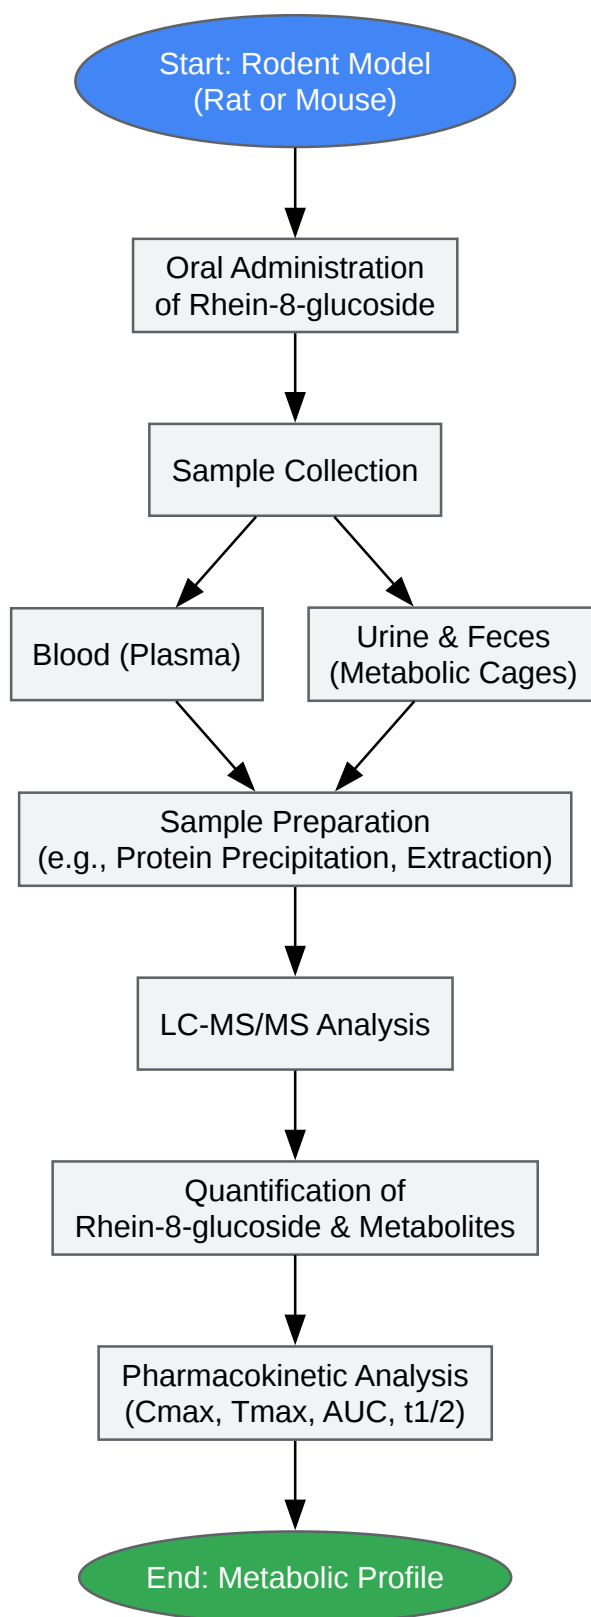 Start: Rodent Model
(Rat or Mouse)
Oral Administration
of Rhein-8-glucoside
Sample Collection
Blood (Plasma)
Urine & Feces
(Metabolic Cages)
Sample Preparation
(e.g., Protein Precipitation, Extraction)
LC-MS/MS Analysis
Quantification of
Rhein-8-glucoside & Metabolites
Pharmacokinetic Analysis
(Cmax, Tmax, AUC, t1/2)
End: Metabolic Profile